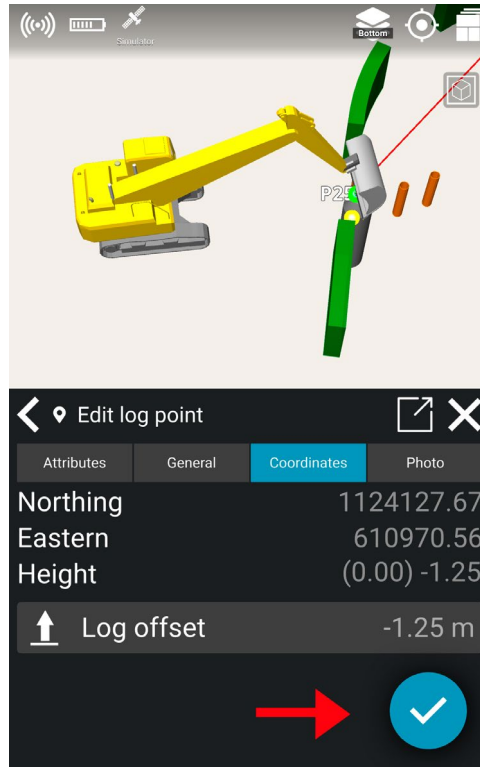 Simulator
Bottom
P25
Edit log point
Attributes General Coordinates Photo
Northing 1124127.67
Eastern 610970.56
Height (0.00) -1.25
Log offset -1.25 m